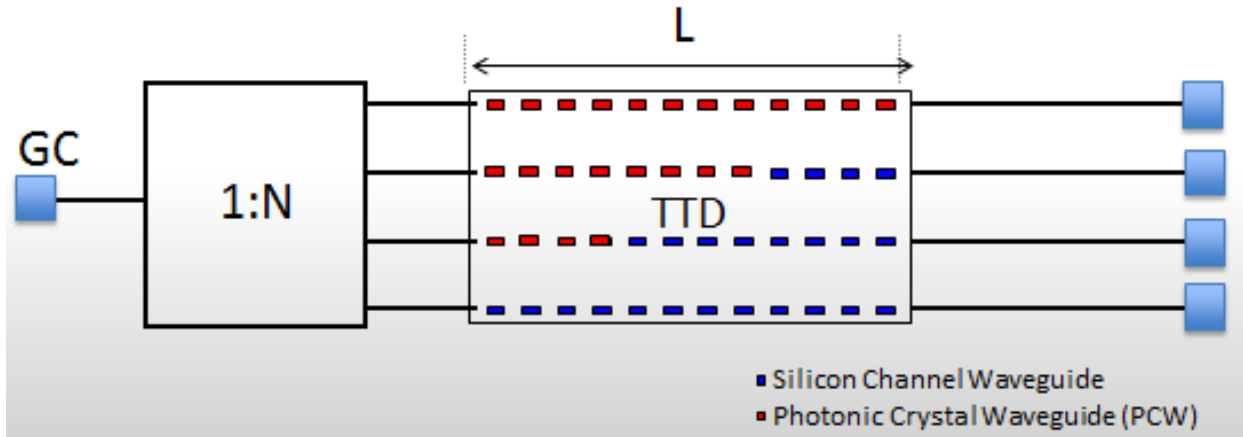 L
GC
1:N
TTD
Silicon Channel Waveguide
Photonic Crystal Waveguide (PCW)